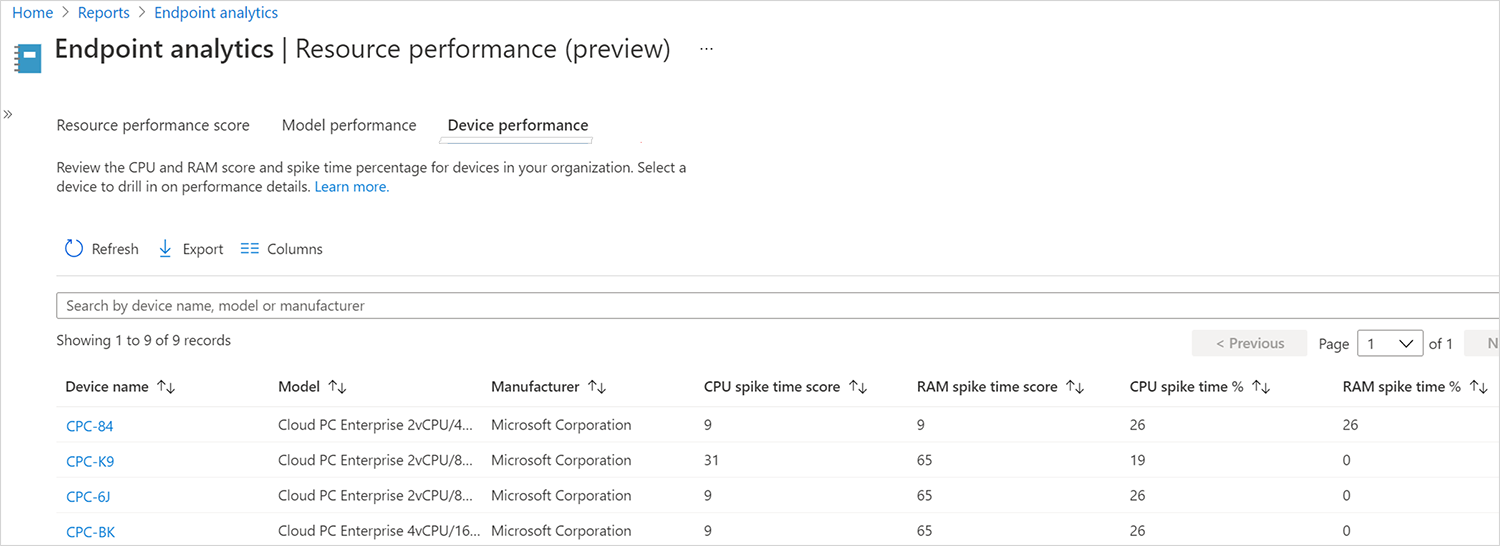 Home > Reports > Endpoint analytics
Endpoint analytics | Resource performance (preview) ...
»
Resource performance score Model performance Device performance
Review the CPU and RAM score and spike time percentage for devices in your organization. Select a
device to drill in on performance details. Learn more.
Refresh Export Columns
Search by device name, model or manufacturer
Showing 1 to 9 of 9 records
< Previous Page 1 of 1 N
Device name ↑↓ Model ↑↓ Manufacturer ↑↓ CPU spike time score ↑↓ RAM spike time score ↑↓ CPU spike time % ↑↓ RAM spike time % ↑↓
CPC-84 Cloud PC Enterprise 2vCPU/4... Microsoft Corporation 9 9 26 26
CPC-K9 Cloud PC Enterprise 2vCPU/8... Microsoft Corporation 31 65 19 0
CPC-6J Cloud PC Enterprise 2vCPU/8... Microsoft Corporation 9 65 26 0
CPC-BK Cloud PC Enterprise 4vCPU/16... Microsoft Corporation 9 65 26 0